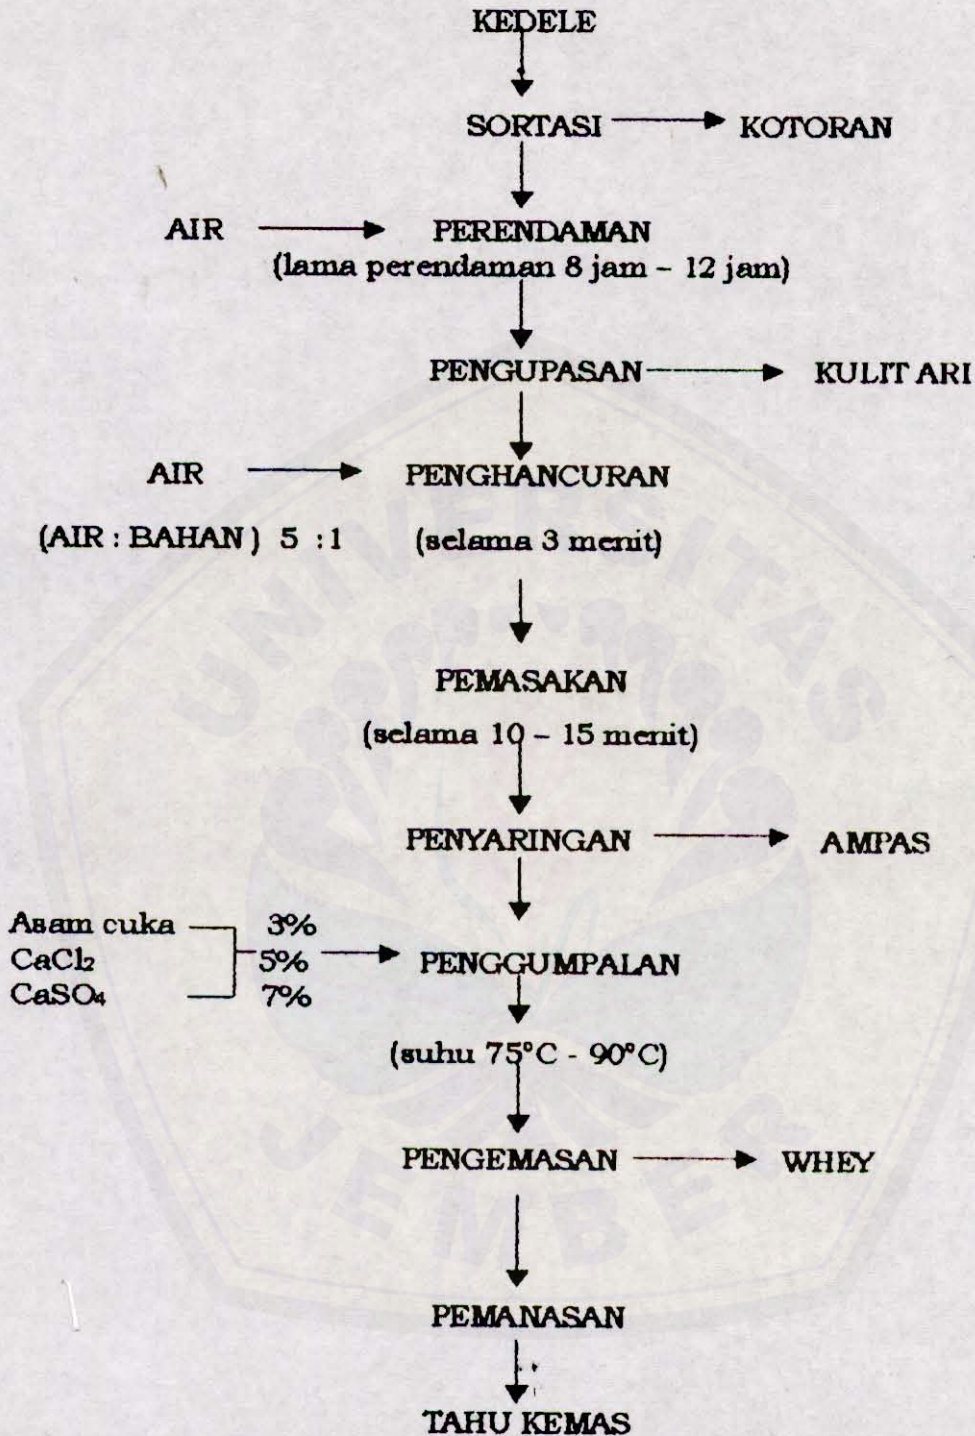 KEDELE
SORTASI KOTORAN
AIR PERENDAMAN
(lama perendaman 8 jam – 12 jam)
PENGUPASAN KULIT ARI
AIR PENGHANCURAN
(AIR : BAHAN ) 5 : 1 (selama 3 menit)
PEMASAKAN
(selama 10 – 15 menit)
PENYARINGAN AMPAS
Asam cuka 3%
CaCl₂ 5% PENGGUMPALAN
CaSO₄ 7%
(suhu 75°C - 90°C)
PENGEMASAN WHEY
PEMANASAN
TAHU KEMAS
UNIVERSITAS
JEMBER